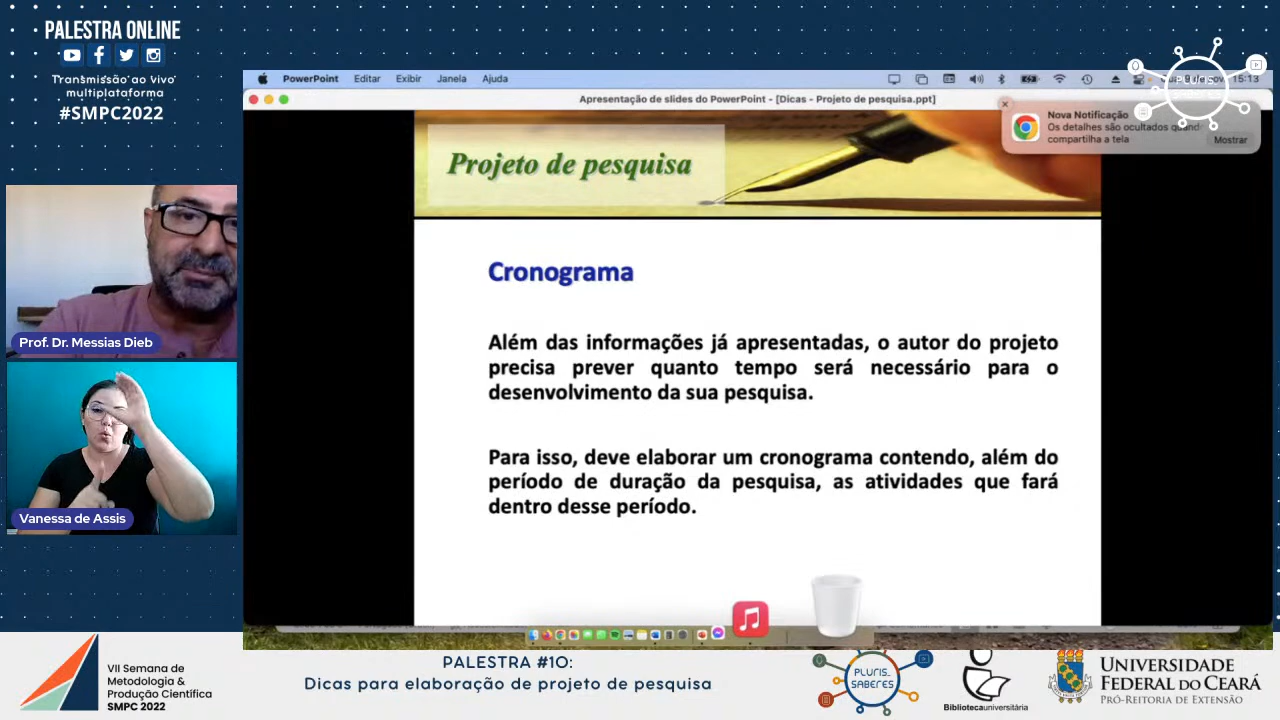 PALESTRA ONLINE
Transmissão ao Vivo
multiplataforma
#SMPC2022
PowerPoint Editar Exibir Janela Ajuda
15:13
Apresentação de slides do PowerPoint - [Dicas - Projeto de pesquisa.ppt]
PLURIS_
Nova Notificação
Os detalhes são ocultados
compartilha a tela
Mostrar
Projeto de pesquisa
Cronograma
Além das informações já apresentadas, o autor do projeto
precisa prever quanto tempo será necessário para o
desenvolvimento da sua pesquisa.
Para isso, deve elaborar um cronograma contendo, além do
período de duração da pesquisa, as atividades que fará
dentro desse período.
Prof. Dr. Messias Dieb
Vanessa de Assis
VII Semana de
Metodologia &
Produção Científica
SMPC 2022
PALESTRA #10:
Dicas para elaboração de projeto de pesquisa
PLURIS_
SABERES
Bibliotecauniversitária
UNIVERSIDADE
FEDERAL DO CEARÁ
PRÓ-REITORIA DE EXTENSÃO